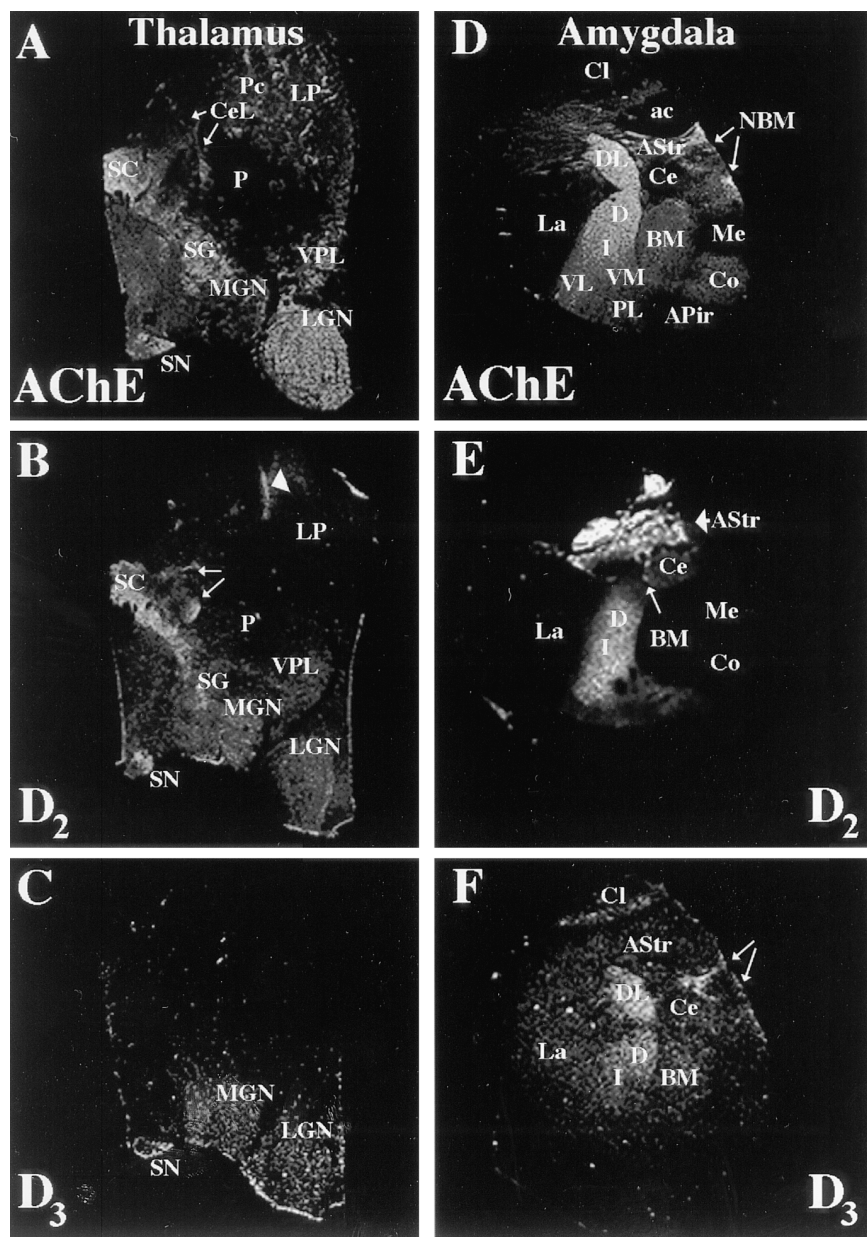 A
Thalamus
Pc
LP
CeL
SC
P
SG
VPL
MGN
LGN
SN
AChE
D
Amygdala
Cl
ac
NBM
AStr
DL
Ce
La
D
Me
I
BM
VL
VM
Co
PL
APir
AChE
B
LP
SC
P
VPL
SG
MGN
LGN
SN
D2
E
AStr
Ce
D
Me
La
I
BM
Co
D2
C
MGN
LGN
SN
D3
F
Cl
AStr
DL
Ce
La
D
I
BM
D3